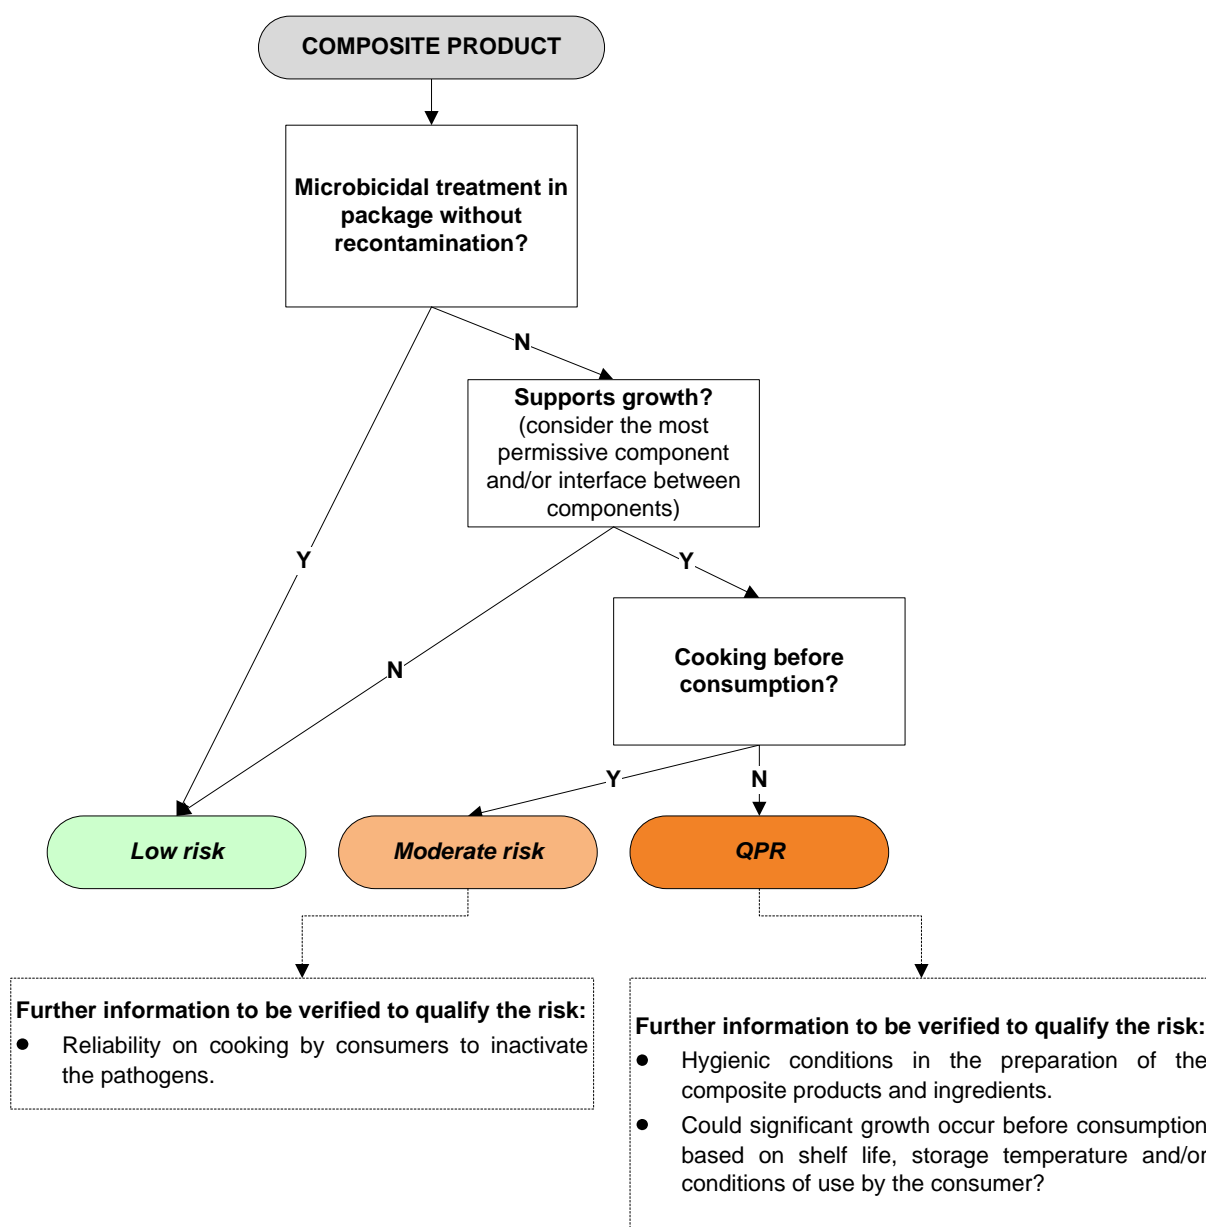 COMPOSITE PRODUCT
Microbicidal treatment in
package without
recontamination?
N
Supports growth?
(consider the most
permissive component
and/or interface between
components)
Y
Y
Cooking before
consumption?
N
Y
N
Low risk
Moderate risk
QPR
Further information to be verified to qualify the risk:
● Reliability on cooking by consumers to inactivate
the pathogens.
Further information to be verified to qualify the risk:
● Hygienic conditions in the preparation of the
composite products and ingredients.
● Could significant growth occur before consumption
based on shelf life, storage temperature and/or
conditions of use by the consumer?